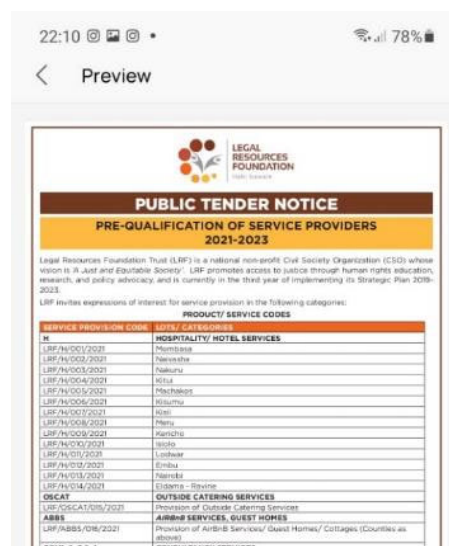 22:10 78%
Preview
LEGAL
RESOURCES
FOUNDATION
PUBLIC TENDER NOTICE
PRE-QUALIFICATION OF SERVICE PROVIDERS
2021-2023
Legal Resources Foundation Trust (LRF) is a national non-profit Civil Society Organization (CSO) whose
vision is 'A Just and Equitable Society'. LRF promotes access to justice through human rights education,
research, and policy advocacy, and is currently in the third year of implementing its Strategic Plan 2019-
2023.
LRF invites expressions of interest for service provision in the following categories:
PRODUCT/ SERVICE CODES
SERVICE PROVISION CODE LOTS/ CATEGORIES
H HOSPITALITY/ HOTEL SERVICES
LRF/H/001/2021 Mombasa
LRF/H/002/2021 Naivasha
LRF/H/003/2021 Nakuru
LRF/H/004/2021 Kitui
LRF/H/005/2021 Machakos
LRF/H/006/2021 Kisumu
LRF/H/007/2021 Kisii
LRF/H/008/2021 Meru
LRF/H/009/2021 Kericho
LRF/H/010/2021 Isiolo
LRF/H/011/2021 Lodwar
LRF/H/012/2021 Embu
LRF/H/013/2021 Nairobi
LRF/H/014/2021 Eldama - Ravine
OSCAT OUTSIDE CATERING SERVICES
LRF/OSCAT/015/2021 Provision of Outside Catering Services
ABBS AIRBnB SERVICES, GUEST HOMES
LRF/ABBS/016/2021 Provision of AirBnB Services/ Guest Homes/ Cottages (Counties as
above)